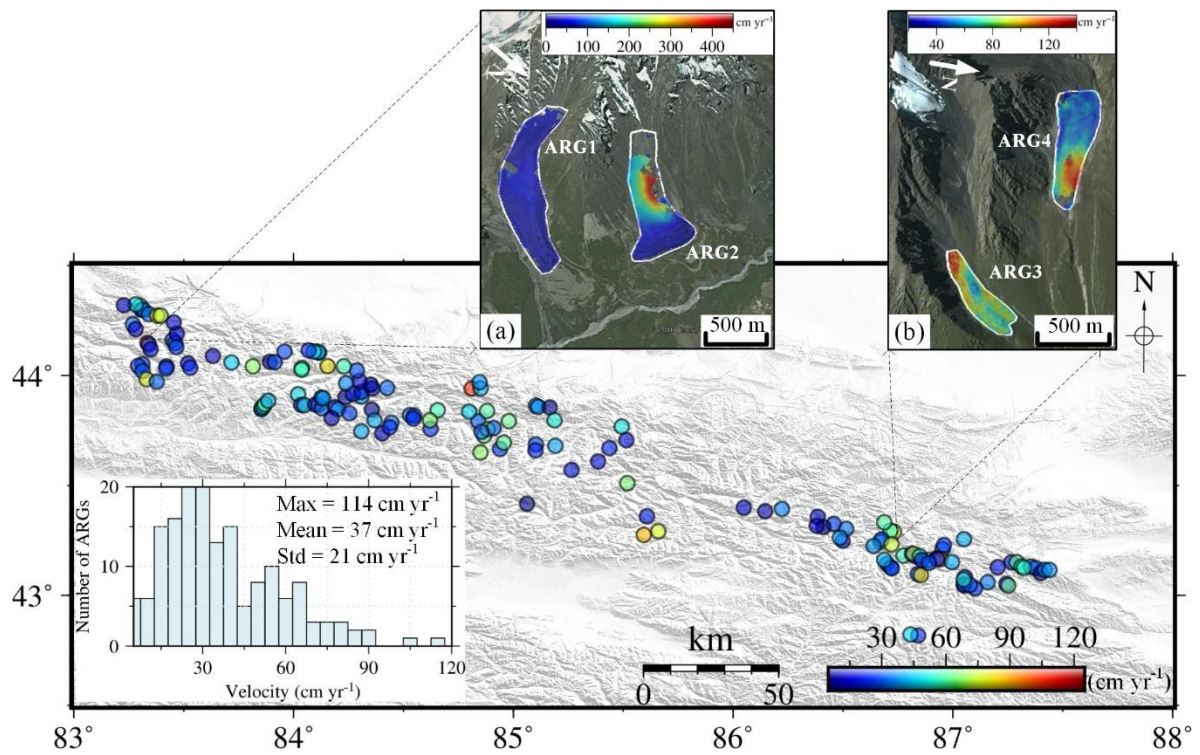 cm yr⁻¹
0 100 200 300 400
N
ARG1
ARG2
(a)
500 m
cm yr⁻¹
20 60 100
N
ARG4
ARG3
(b)
500 m
N
44°
43°
20
10
0
Number of ARGs
Max = 114 cm yr⁻¹
Mean = 37 cm yr⁻¹
Std = 21 cm yr⁻¹
30 60 90 120
Velocity (cm yr⁻¹)
km
0 50
30 60 90 120
(cm yr⁻¹)
83° 84° 85° 86° 87° 88°